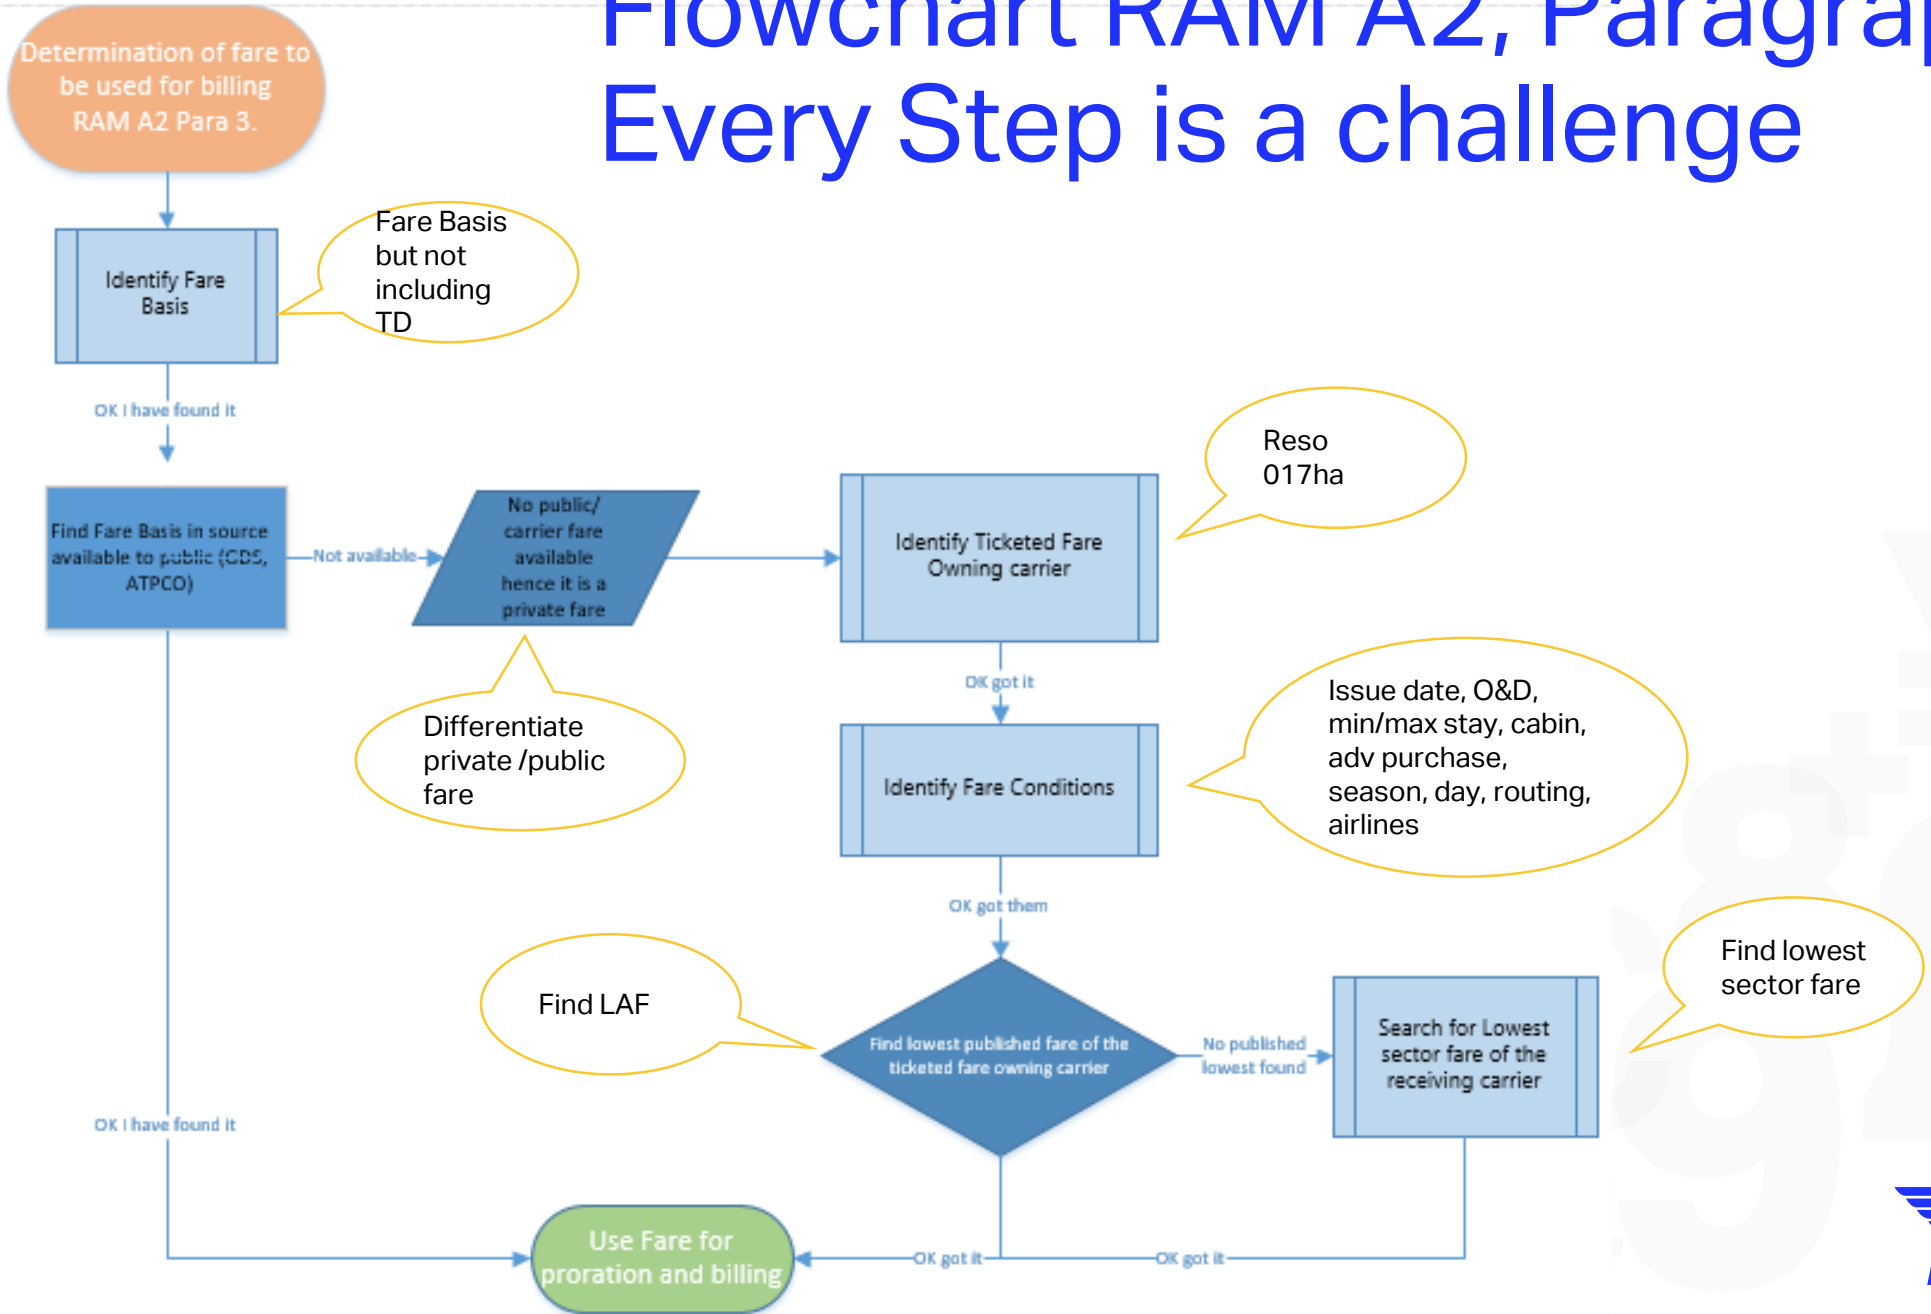 Flowchart RAM A2, Paragrap
Every Step is a challenge
Determination of fare to
be used for billing
RAM A2 Para 3.
Fare Basis
but not
including
TD
Identify Fare
Basis
OK I have found it
Find Fare Basis in source
available to public (GDS,
ATPCO)
Not available
No public/
carrier fare
available
hence it is a
private fare
Differentiate
private /public
fare
Reso
017ha
Identify Ticketed Fare
Owning carrier
OK got it
Issue date, O&D,
min/max stay, cabin,
adv purchase,
season, day, routing,
airlines
Identify Fare Conditions
OK got them
Find LAF
Find lowest published fare of the
ticketed fare owning carrier
No published
lowest found
Search for Lowest
sector fare of the
receiving carrier
Find lowest
sector fare
OK I have found it
Use Fare for
proration and billing
OK got it
OK got it